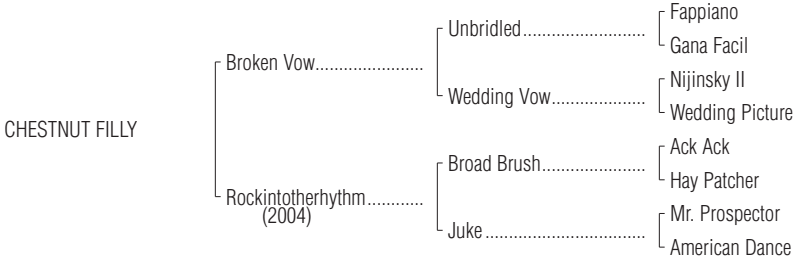 Fappiano
Unbridled
Gana Facil
Broken Vow
Nijinsky II
Wedding Vow
Wedding Picture
CHESTNUT FILLY
Ack Ack
Broad Brush
Hay Patcher
Rockintotherhythm
(2004)
Mr. Prospector
Juke
American Dance